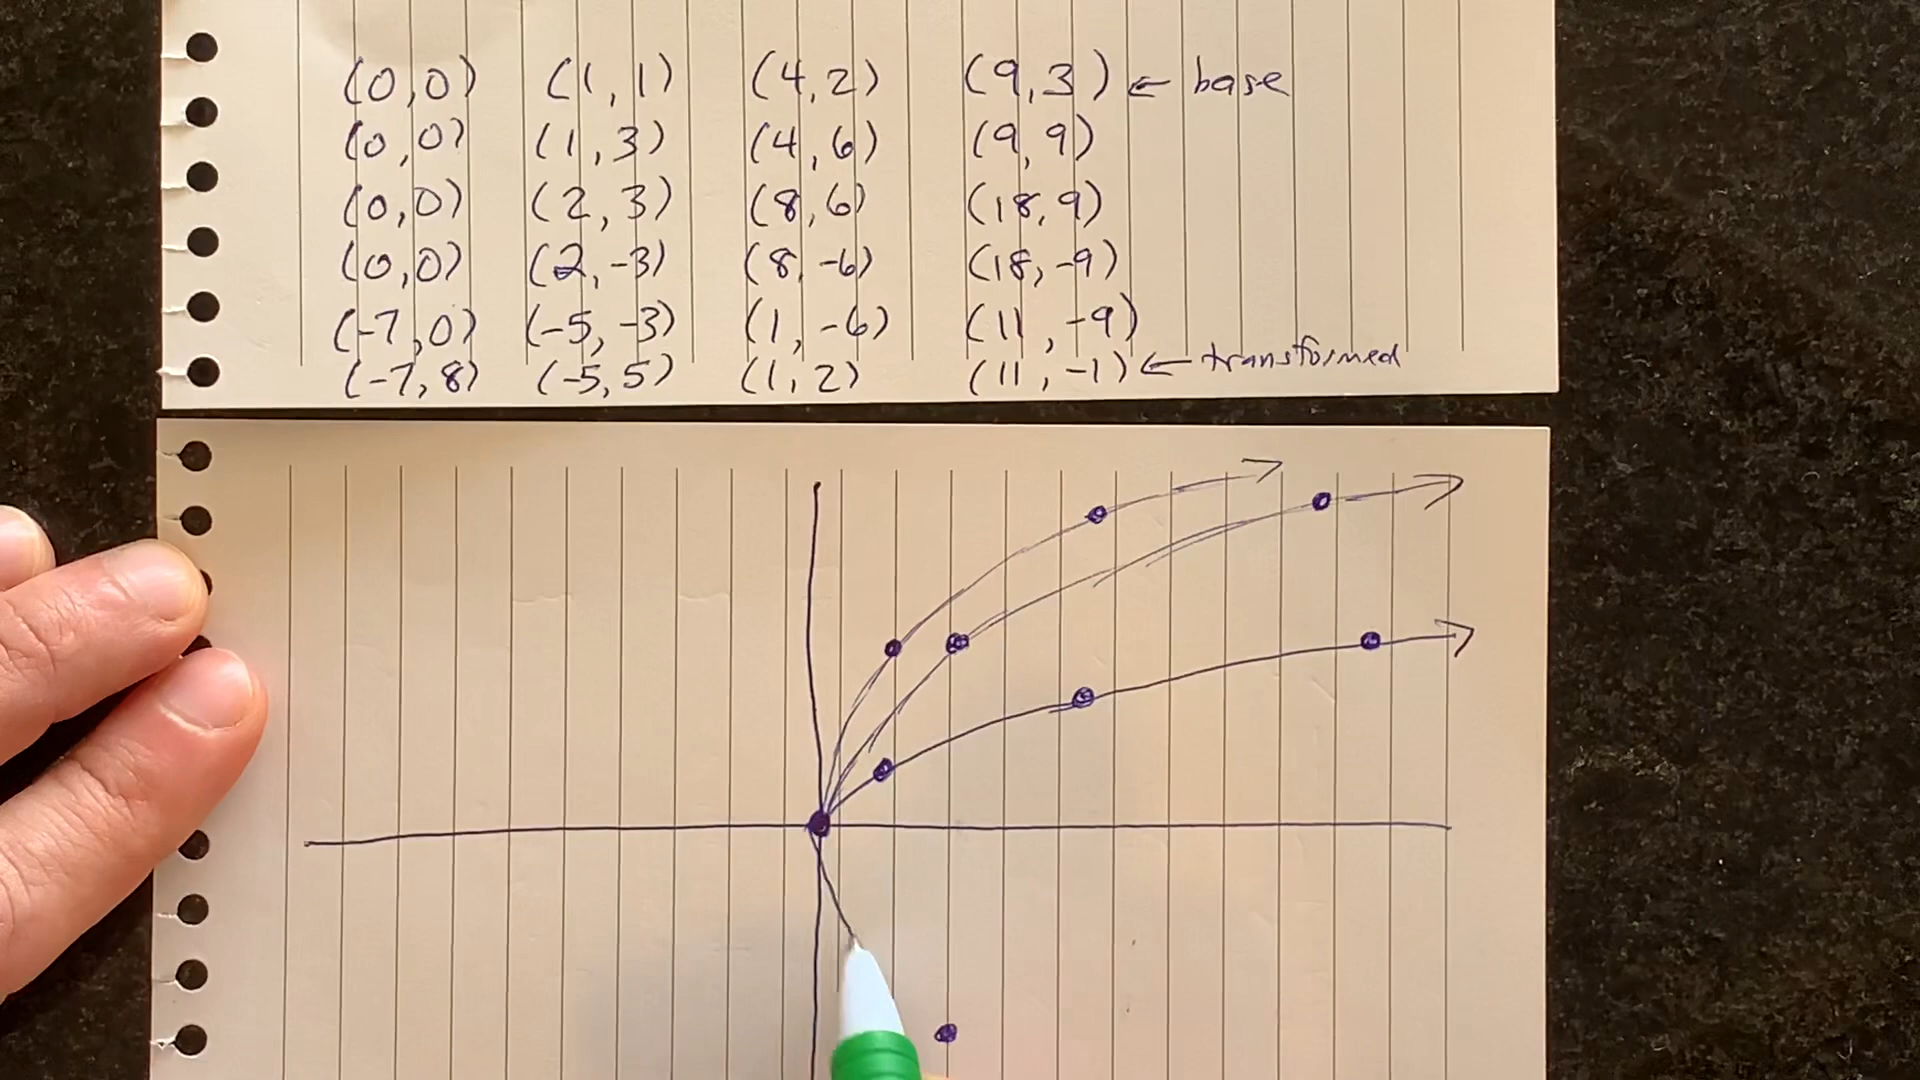 (0,0) (1,1) (4,2) (9,3) ← base
(0,0) (1,3) (4,6) (9,9)
(0,0) (2,3) (8,6) (18,9)
(0,0) (2,-3) (8,-6) (18,-9)
(-7,0) (-5,-3) (1,-6) (11,-9)
(-7,8) (-5,5) (1,2) (11,-1) ← transformed